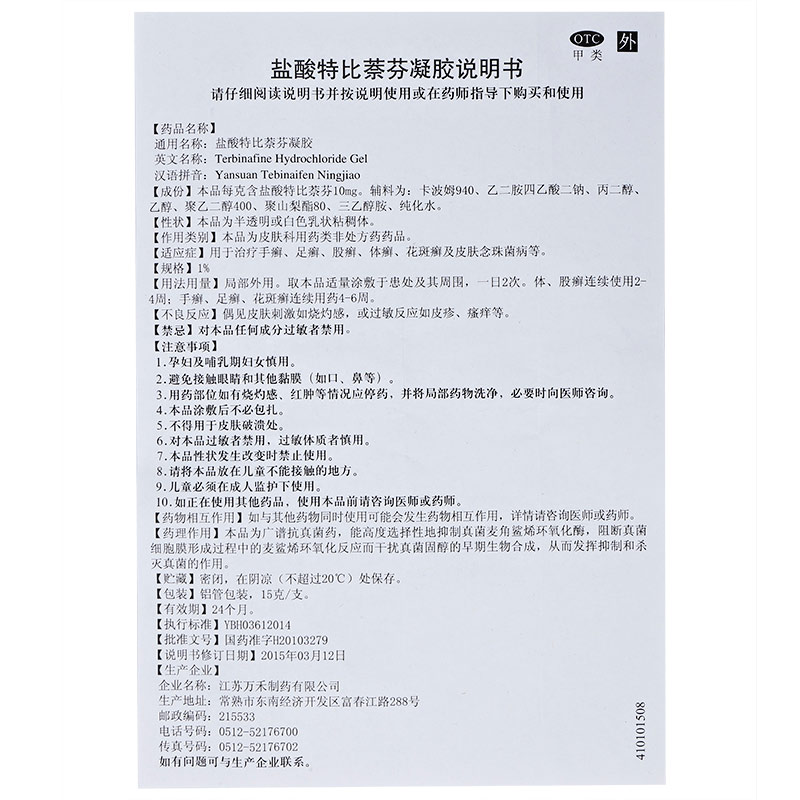 OTC
甲类
外
盐酸特比萘芬凝胶说明书
请仔细阅读说明书并按说明使用或在药师指导下购买和使用
【药品名称】
通用名称：盐酸特比萘芬凝胶
英文名称：Terbinafine Hydrochloride Gel
汉语拼音：Yansuan Tebinaifen Ningjiao
【成份】本品每克含盐酸特比萘芬10mg。辅料为：卡波姆940、乙二胺四乙酸二钠、丙二醇、
乙醇、聚乙二醇400、聚山梨酯80、三乙醇胺、纯化水。
【性状】本品为半透明或白色乳状粘稠体。
【作用类别】本品为皮肤科用药类非处方药药品。
【适应症】用于治疗手癣、足癣、股癣、体癣、花斑癣及皮肤念珠菌病等。
【规格】1%
【用法用量】局部外用。取本品适量涂敷于患处及其周围，一日2次。体、股癣连续使用2-
4周；手癣、足癣、花斑癣连续用药4-6周。
【不良反应】偶见皮肤刺激如烧灼感，或过敏反应如皮疹、瘙痒等。
【禁忌】对本品任何成分过敏者禁用。
【注意事项】
1.孕妇及哺乳期妇女慎用。
2.避免接触眼睛和其他黏膜（如口、鼻等）。
3.用药部位如有烧灼感、红肿等情况应停药，并将局部药物洗净，必要时向医师咨询。
4.本品涂敷后不必包扎。
5.不得用于皮肤破溃处。
6.对本品过敏者禁用，过敏体质者慎用。
7.本品性状发生改变时禁止使用。
8.请将本品放在儿童不能接触的地方。
9.儿童必须在成人监护下使用。
10.如正在使用其他药品，使用本品前请咨询医师或药师。
【药物相互作用】如与其他药物同时使用可能会发生药物相互作用，详情请咨询医师或药师。
【药理作用】本品为广谱抗真菌药，能高度选择性地抑制真菌麦角鲨烯环氧化酶，阻断真菌
细胞膜形成过程中的麦鲨烯环氧化反应而干扰真菌固醇的早期生物合成，从而发挥抑制和杀
灭真菌的作用。
【贮藏】密闭，在阴凉（不超过20℃）处保存。
【包装】铝管包装，15克/支。
【有效期】24个月。
【执行标准】YBH03612014
【批准文号】国药准字H20103279
【说明书修订日期】2015年03月12日
【生产企业】
企业名称：江苏万禾制药有限公司
生产地址：常熟市东南经济开发区富春江路288号
邮政编码：215533
电话号码：0512-52176700
传真号码：0512-52176702
如有问题可与生产企业联系。
410101508